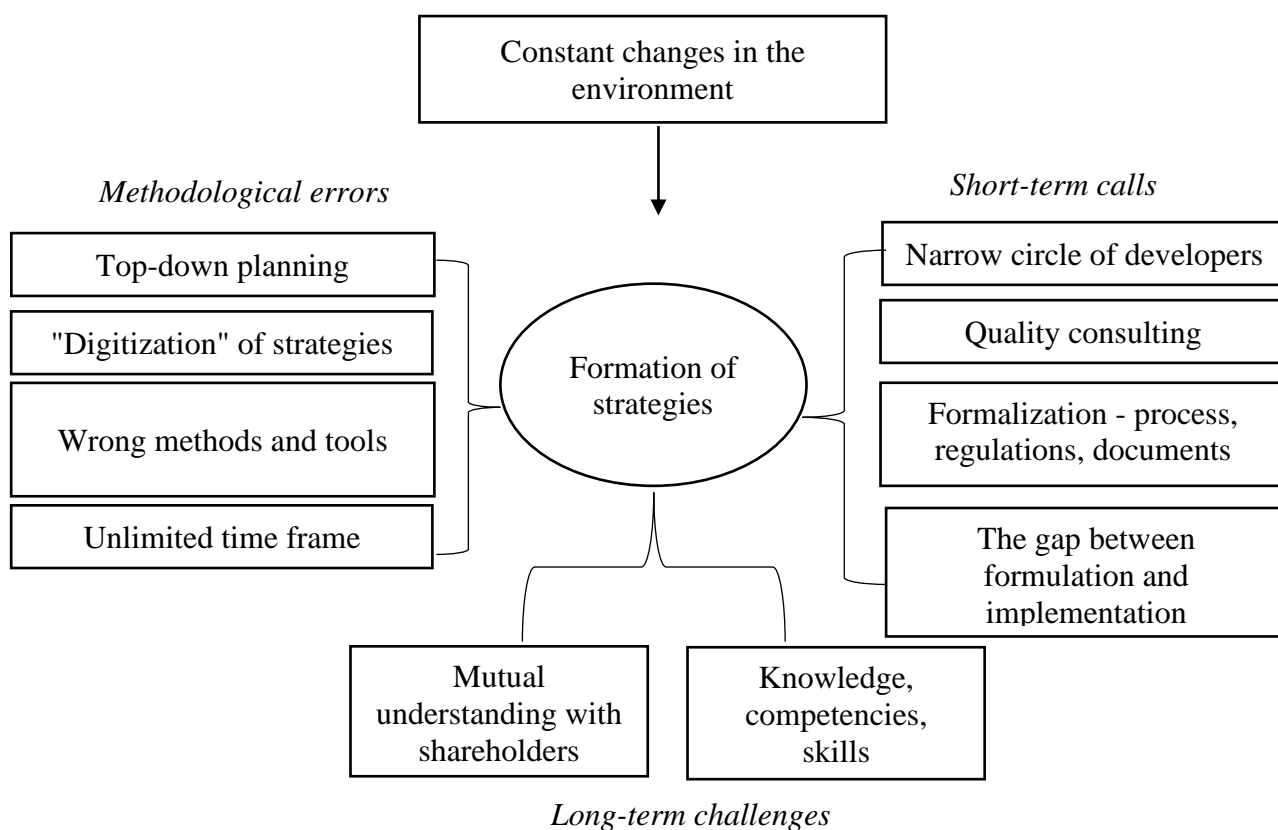 Constant changes in the
environment
Methodological errors
Top-down planning
"Digitization" of strategies
Wrong methods and tools
Unlimited time frame
Formation of
strategies
Short-term calls
Narrow circle of developers
Quality consulting
Formalization - process,
regulations, documents
The gap between
formulation and
implementation
Mutual
understanding with
shareholders
Knowledge,
competencies,
skills
Long-term challenges